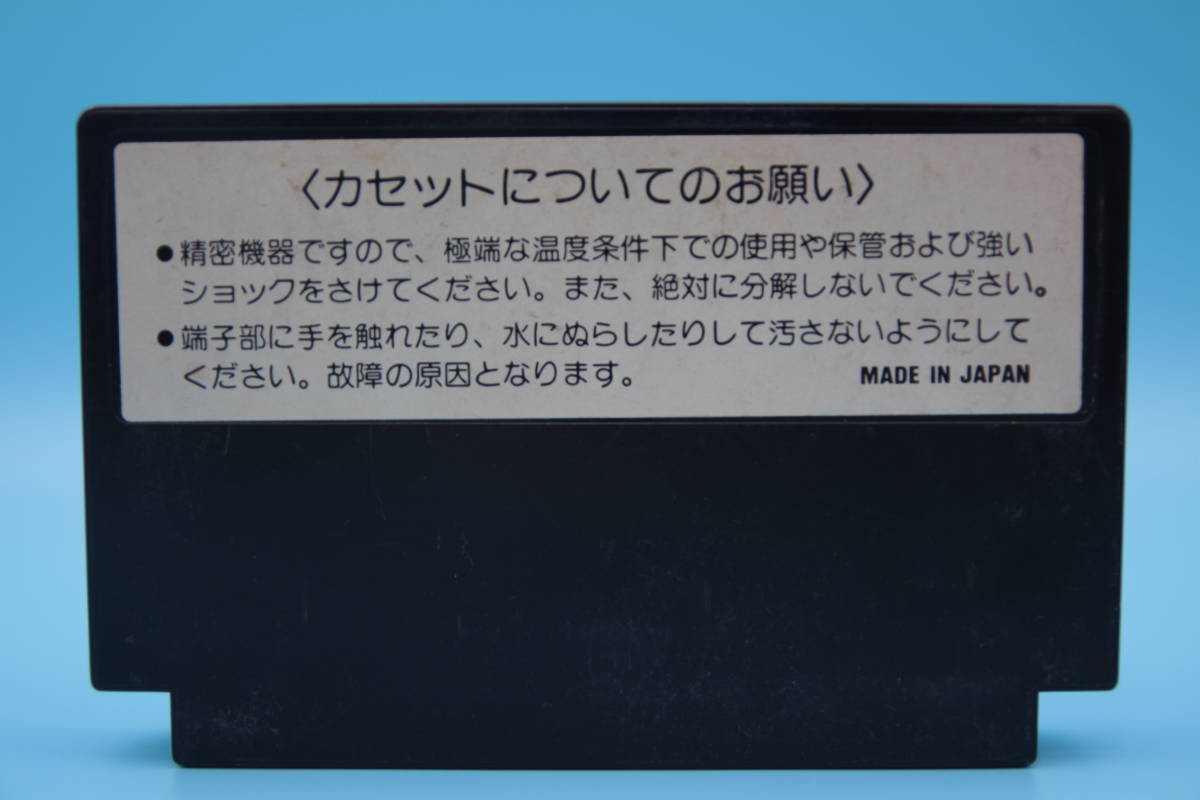 〈カセットについてのお願い〉
●精密機器ですので、極端な温度条件下での使用や保管および強い
ショックをさけてください。また、絶対に分解しないでください。
●端子部に手を触れたり、水にぬらしたりして汚さないようにして
ください。故障の原因となります。 MADE IN JAPAN